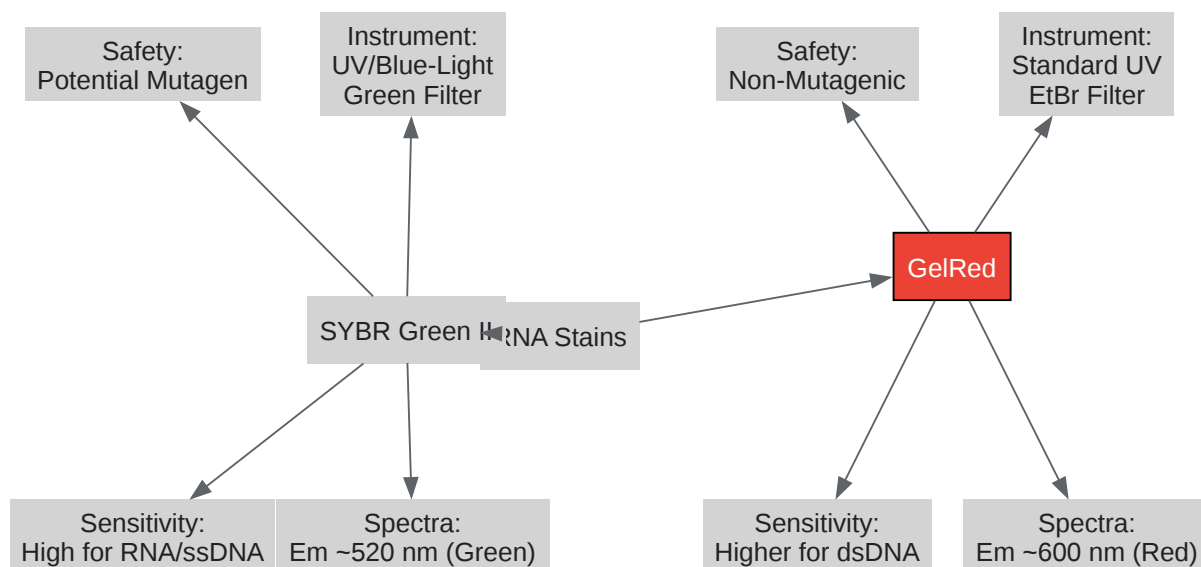 Safety:
Potential Mutagen
Instrument:
UV/Blue-Light
Green Filter
Safety:
Non-Mutagenic
Instrument:
Standard UV
EtBr Filter
GelRed
SYBR Green II
RNA Stains
Sensitivity:
High for RNA/ssDNA
Spectra:
Em ~520 nm (Green)
Sensitivity:
Higher for dsDNA
Spectra:
Em ~600 nm (Red)